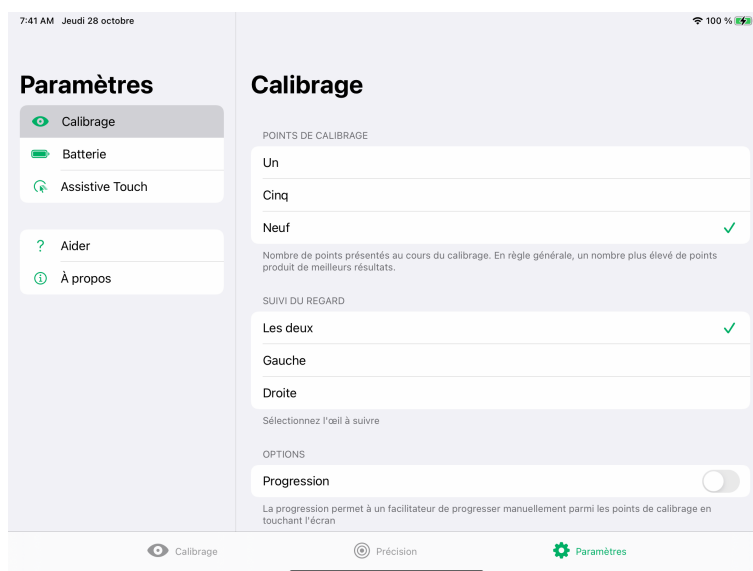 7:41 AM Jeudi 28 octobre
100 %
Paramètres
Calibrage
Batterie
Assistive Touch
Aider
À propos
Calibrage
POINTS DE CALIBRAGE
Un
Cinq
Neuf
Nombre de points présentés au cours du calibrage. En règle générale, un nombre plus élevé de points
produit de meilleurs résultats.
SUIVI DU REGARD
Les deux
Gauche
Droite
Sélectionnez l'œil à suivre
OPTIONS
Progression
La progression permet à un facilitateur de progresser manuellement parmi les points de calibrage en
touchant l'écran
Calibrage
Précision
Paramètres